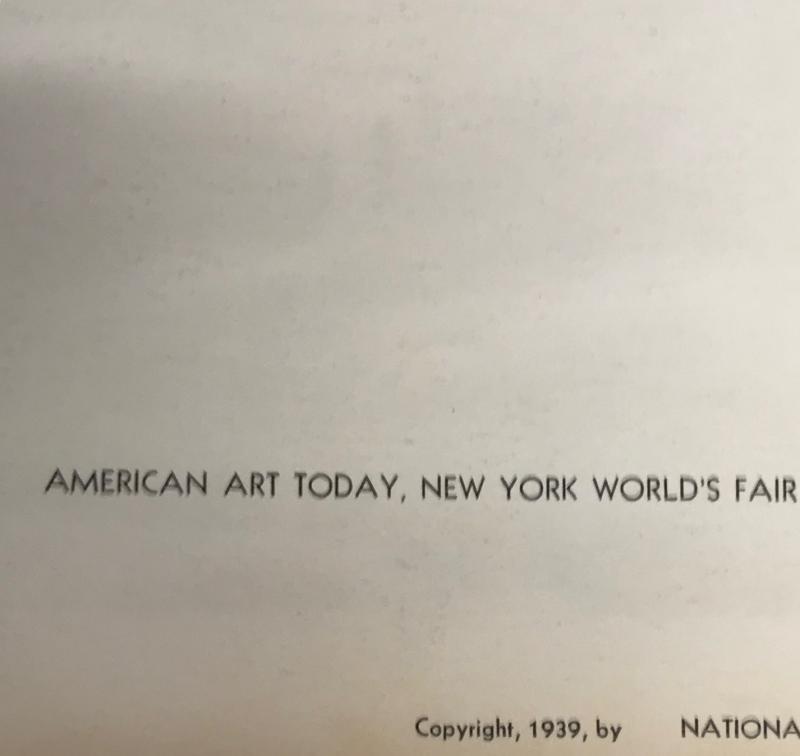 AMERICAN ART TODAY, NEW YORK WORLD'S FAIR
Copyright, 1939, by NATIONA